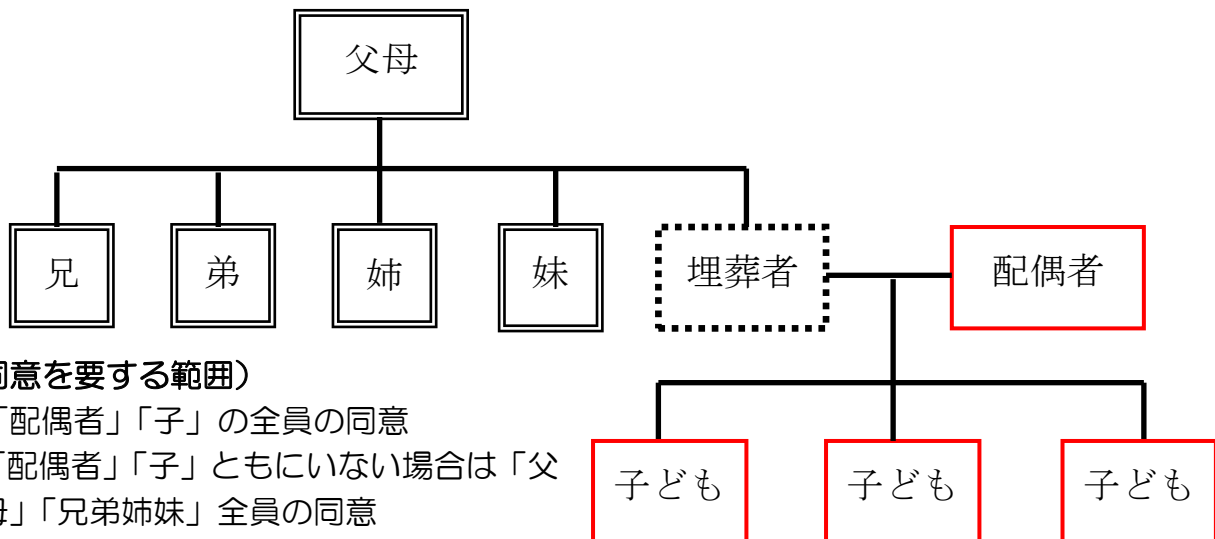 父母
兄 弟 姉 妹 埋葬者 配偶者
意を要する範囲)
「配偶者」「子」の全員の同意
「配偶者」「子」ともにいない場合は「父
」「兄弟姉妹」全員の同意
子ども 子ども 子ども